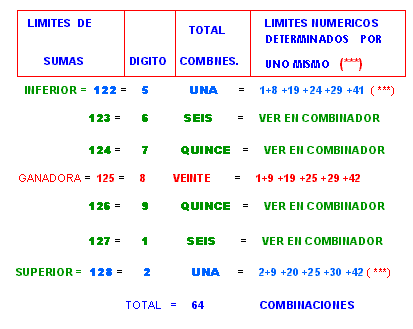 LIMITES DE SUMAS DIGITO TOTAL COMBNES. LIMITES NUMERICOS DETERMINADOS POR UNO MISMO (***)
INFERIOR = 122 = 5 UNA = 1+8 +19 +24 +29 +41 ( ***)
123 = 6 SEIS = VER EN COMBINADOR
124 = 7 QUINCE = VER EN COMBINADOR
GANADORA = 125 = 8 VEINTE = 1+9 +19 +25 +29 +42
126 = 9 QUINCE = VER EN COMBINADOR
127 = 1 SEIS = VER EN COMBINADOR
SUPERIOR = 128 = 2 UNA = 2+9 +20 +25 +30 +42 ( ***)
TOTAL = 64 COMBINACIONES